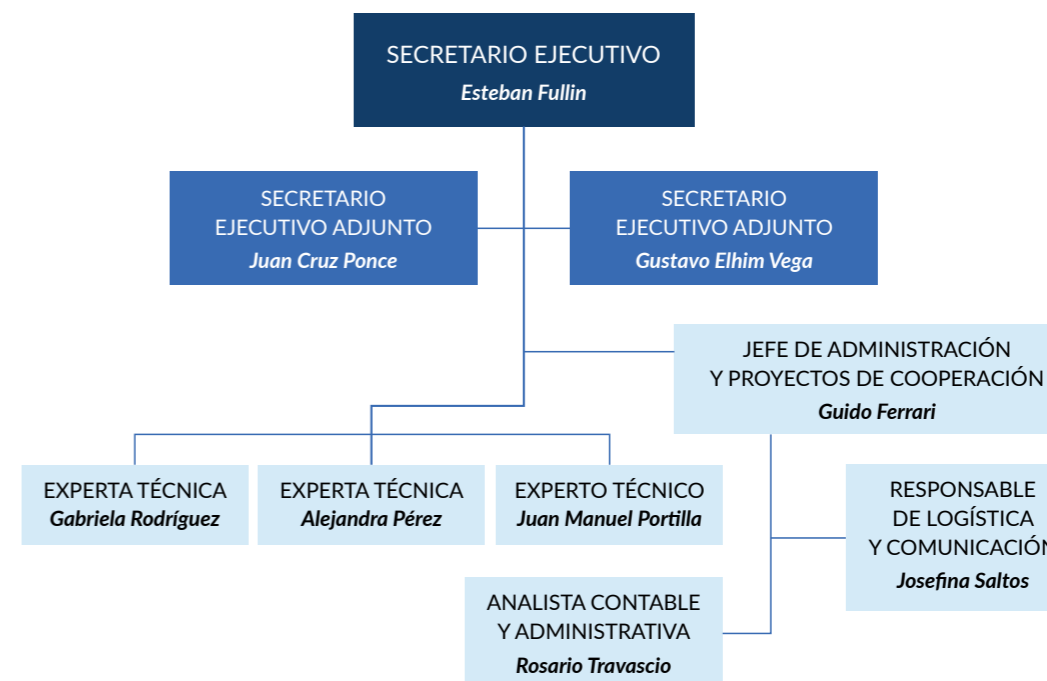 SECRETARIO EJECUTIVO
Esteban Fullin
SECRETARIO
EJECUTIVO ADJUNTO
Juan Cruz Ponce
SECRETARIO
EJECUTIVO ADJUNTO
Gustavo Elhim Vega
JEFE DE ADMINISTRACIÓN
Y PROYECTOS DE COOPERACIÓN
Guido Ferrari
EXPERTA TÉCNICA
Gabriela Rodríguez
EXPERTA TÉCNICA
Alejandra Pérez
EXPERTO TÉCNICO
Juan Manuel Portilla
RESPONSABLE
DE LOGÍSTICA
Y COMUNICACIÓN
Josefina Saltos
ANALISTA CONTABLE
Y ADMINISTRATIVA
Rosario Travascio